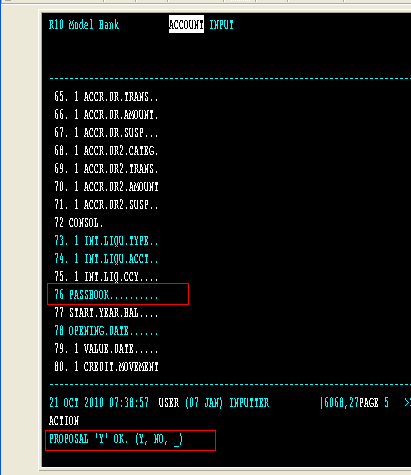 R10 Model Bank ACCOUNT INPUT
65. 1 ACCR.DR.TRANS..
66. 1 ACCR.DR.AMOUNT.
67. 1 ACCR.DR.SUSP...
68. 1 ACCR.DR2.CATEG.
69. 1 ACCR.DR2.TRANS.
70. 1 ACCR.DR2.AMOUNT
71. 1 ACCR.DR2.SUSP..
72 CONSOL.
73. 1 INT.LIQU.TYPE..
74. 1 INT.LIQU.ACCT..
75. 1 INT.LIQ.CCY....
76 PASSBOOK..........
77 START.YEAR.BAL....
78 OPENING.DATE......
79. 1 VALUE.DATE.....
80. 1 CREDIT.MOVEMENT
21 OCT 2010 07:38:57 USER (07 JAN) INPUTTER [6068,27PAGE 5 >>
ACTION
PROPOSAL 'Y' OK. (Y, NO, _)